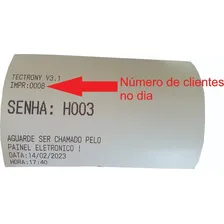 TECTRONY V3.1
IMPR:0008
Número de clientes
no dia
SENHA: H003
AGUARDE SER CHAMADO PELO
PAINEL ELETRONICO !
DATA:14/02/2023
HORA:17:40